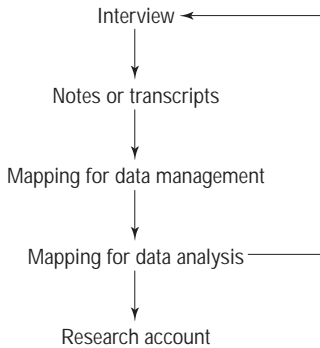 Interview
Notes or transcripts
Mapping for data management
Mapping for data analysis
Research account